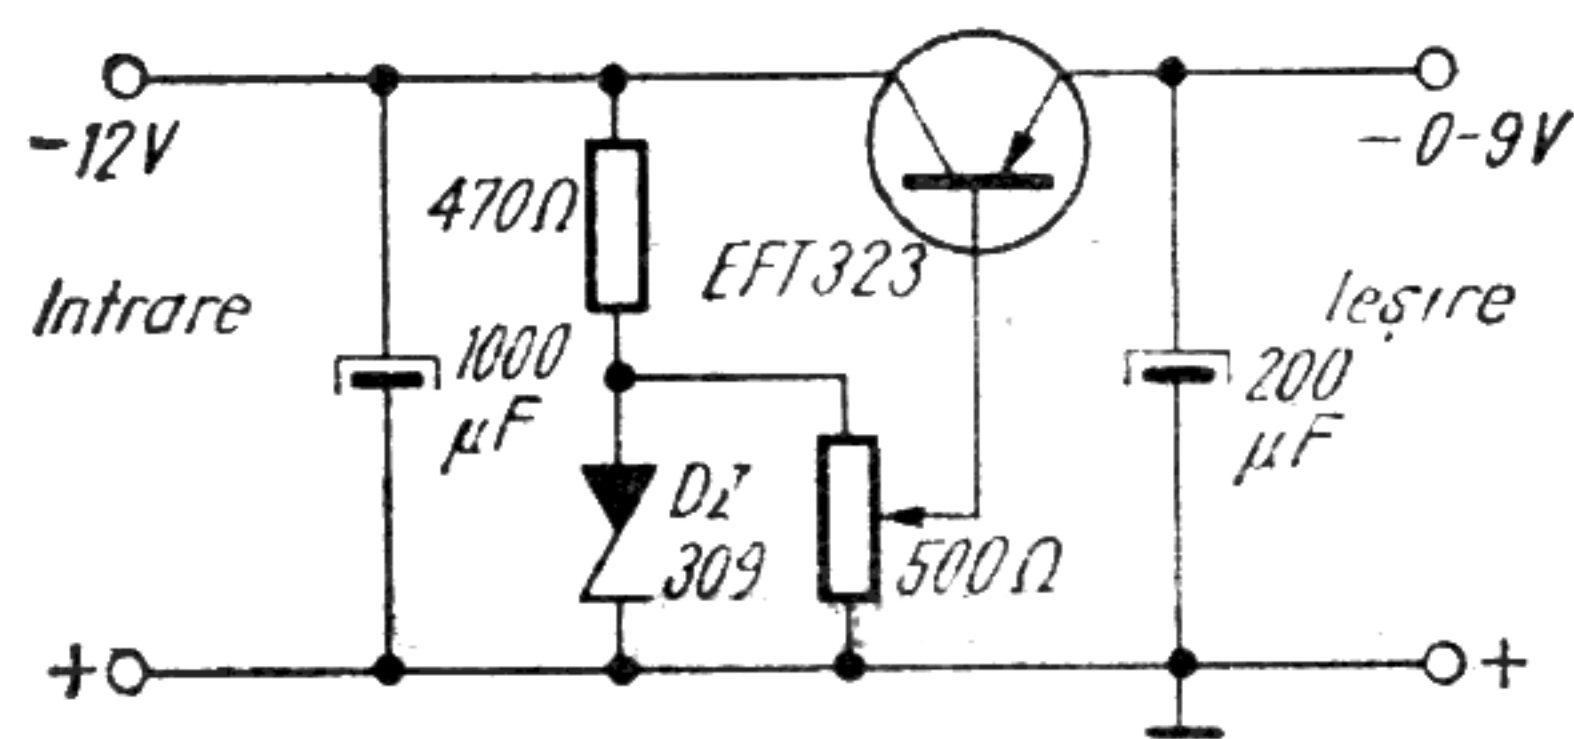 -12V
-0-9V
470Ω
EFT323
Intrare
Ieșire
1000
μF
200
μF
DZ
309
500Ω
+
+